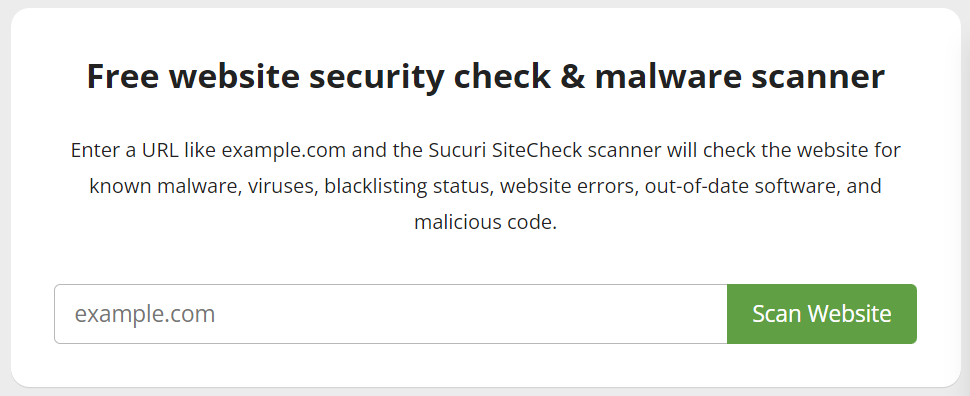 Free website security check & malware scanner
Enter a URL like example.com and the Sucuri SiteCheck scanner will check the website for
known malware, viruses, blacklisting status, website errors, out-of-date software, and
malicious code.
example.com
Scan Website